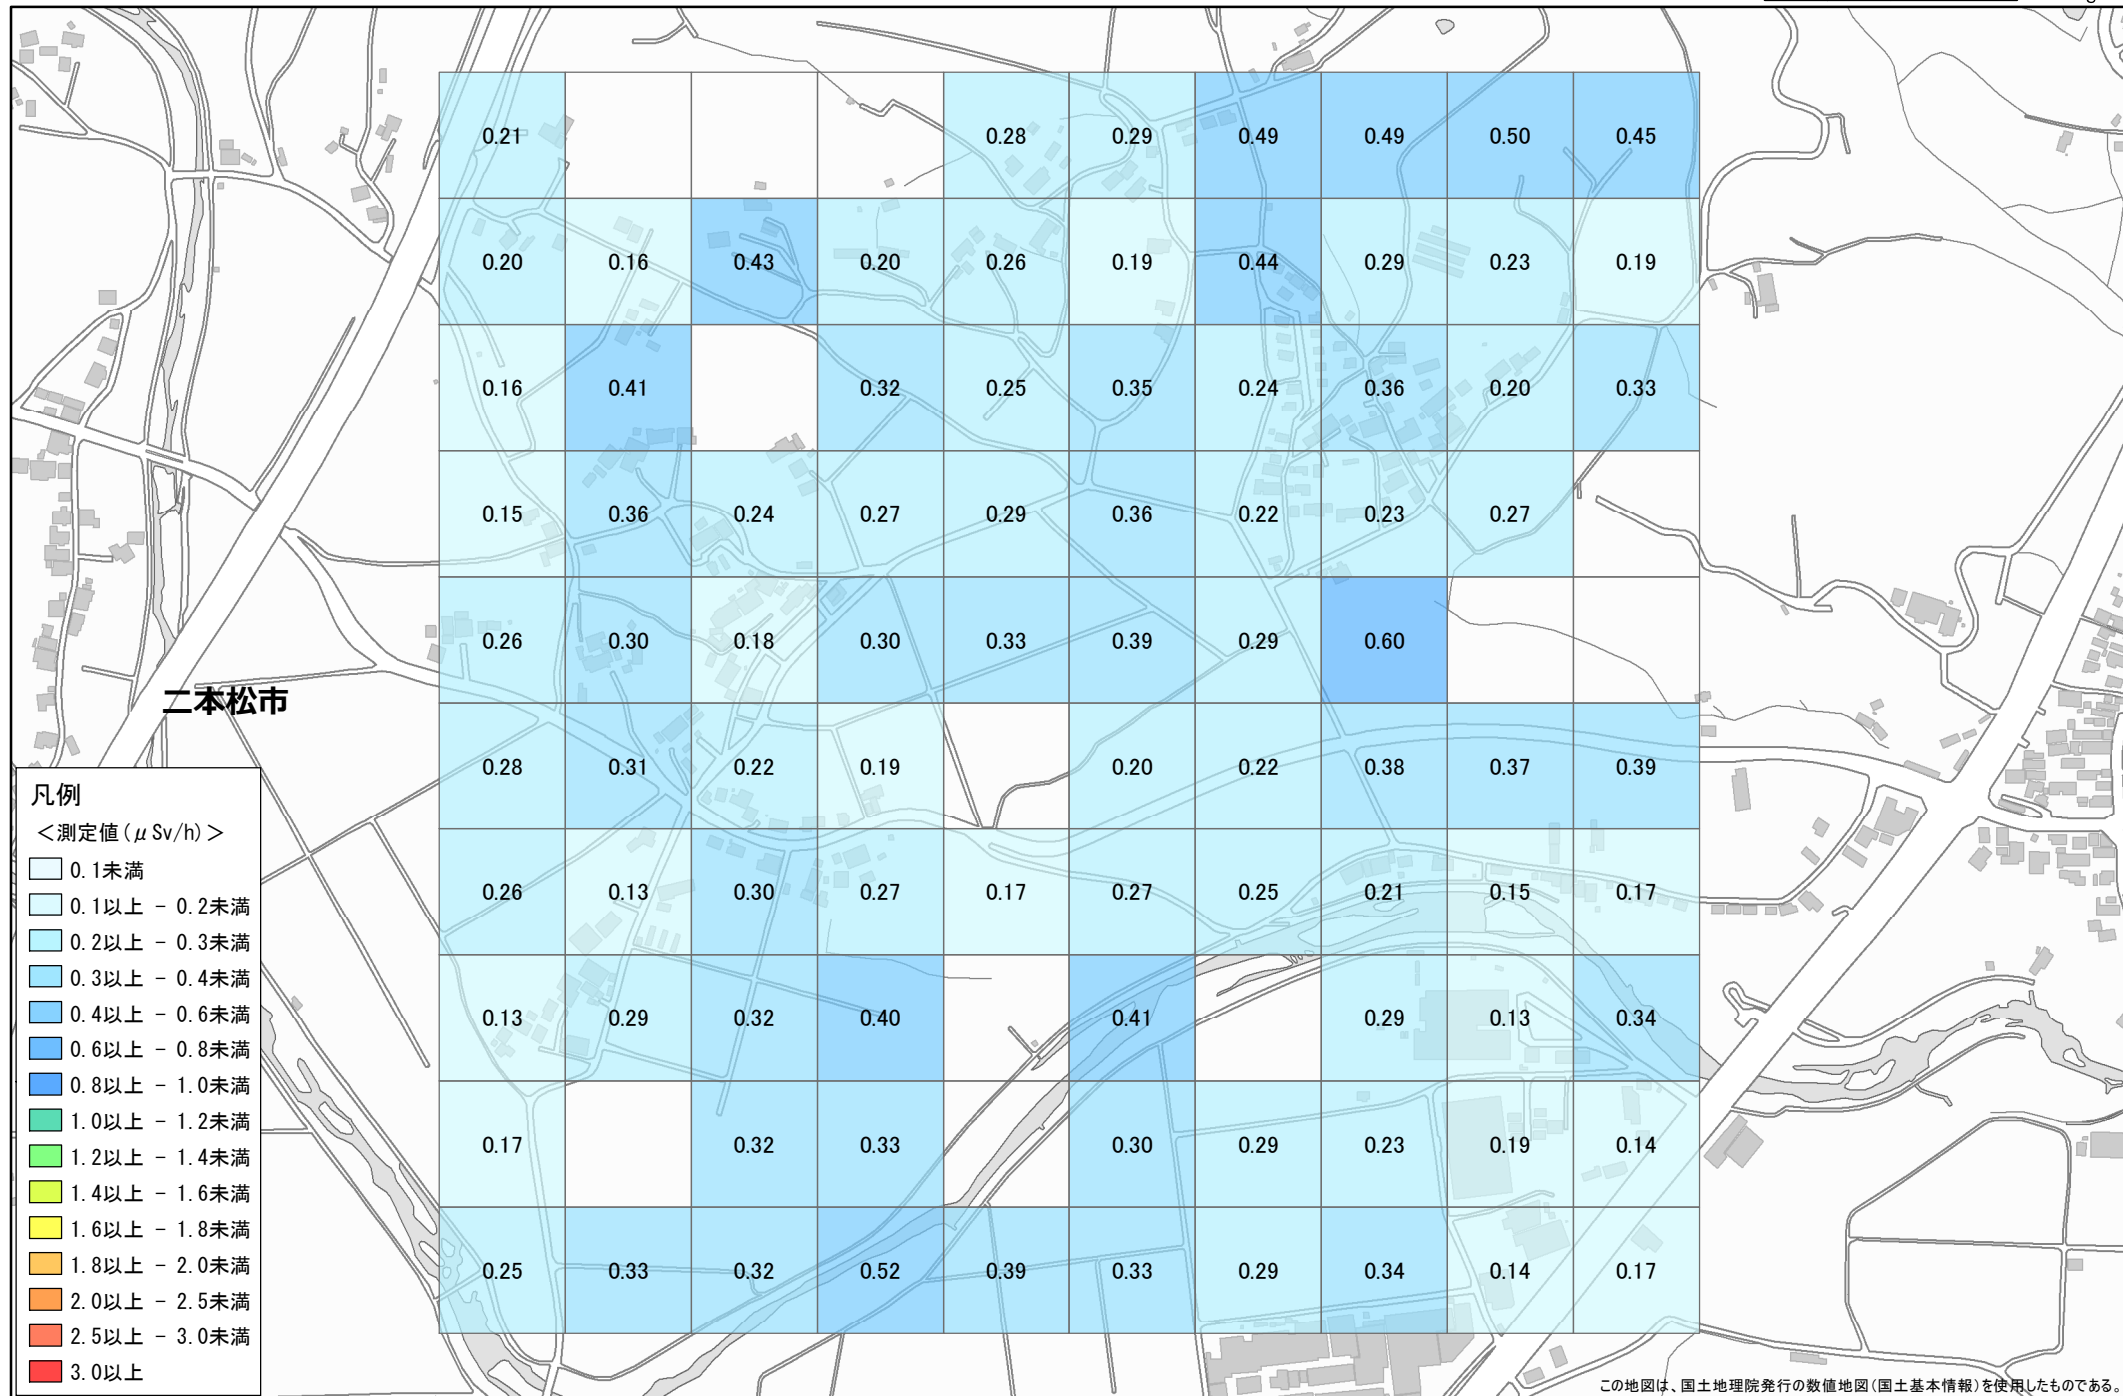 0.21 0.28 0.29 0.49 0.49 0.50 0.45
0.20 0.16 0.43 0.20 0.26 0.19 0.44 0.29 0.23 0.19
0.16 0.41 0.32 0.25 0.35 0.24 0.36 0.20 0.33
0.15 0.36 0.24 0.27 0.29 0.36 0.22 0.23 0.27
0.26 0.30 0.18 0.30 0.33 0.39 0.29 0.60
二本松市
0.28 0.31 0.22 0.19 0.20 0.22 0.38 0.37 0.39
0.26 0.13 0.30 0.27 0.17 0.27 0.25 0.21 0.15 0.17
0.13 0.29 0.32 0.40 0.41 0.29 0.13 0.34
0.17 0.32 0.33 0.30 0.29 0.23 0.19 0.14
0.25 0.33 0.32 0.52 0.39 0.33 0.29 0.34 0.14 0.17
凡例
＜測定値(μSv/h)＞
0.1未満
0.1以上 － 0.2未満
0.2以上 － 0.3未満
0.3以上 － 0.4未満
0.4以上 － 0.6未満
0.6以上 － 0.8未満
0.8以上 － 1.0未満
1.0以上 － 1.2未満
1.2以上 － 1.4未満
1.4以上 － 1.6未満
1.6以上 － 1.8未満
1.8以上 － 2.0未満
2.0以上 － 2.5未満
2.5以上 － 3.0未満
3.0以上
この地図は、国土地理院発行の数値地図(国土基本情報)を使用したものである。